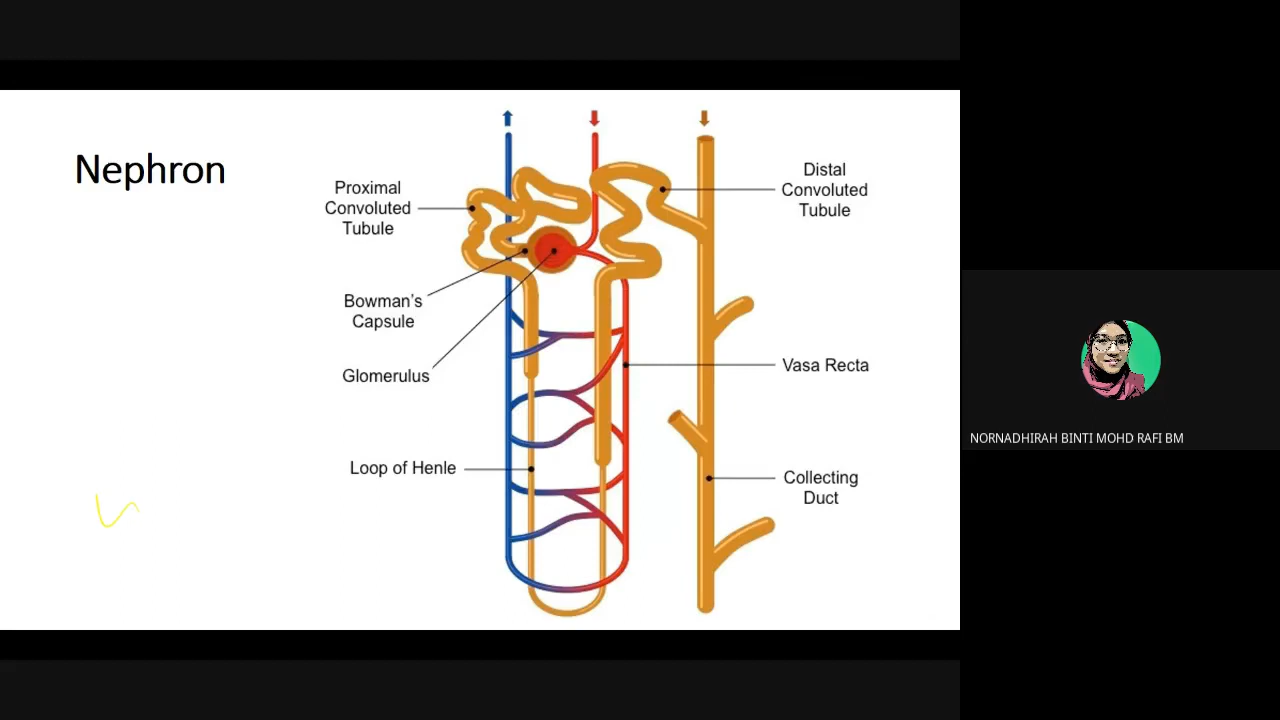 Nephron
Proximal
Convoluted
Tubule
Bowman's
Capsule
Glomerulus
Loop of Henle
Distal
Convoluted
Tubule
Vasa Recta
Collecting
Duct
NORNADHIRAH BINTI MOHD RAFI BM